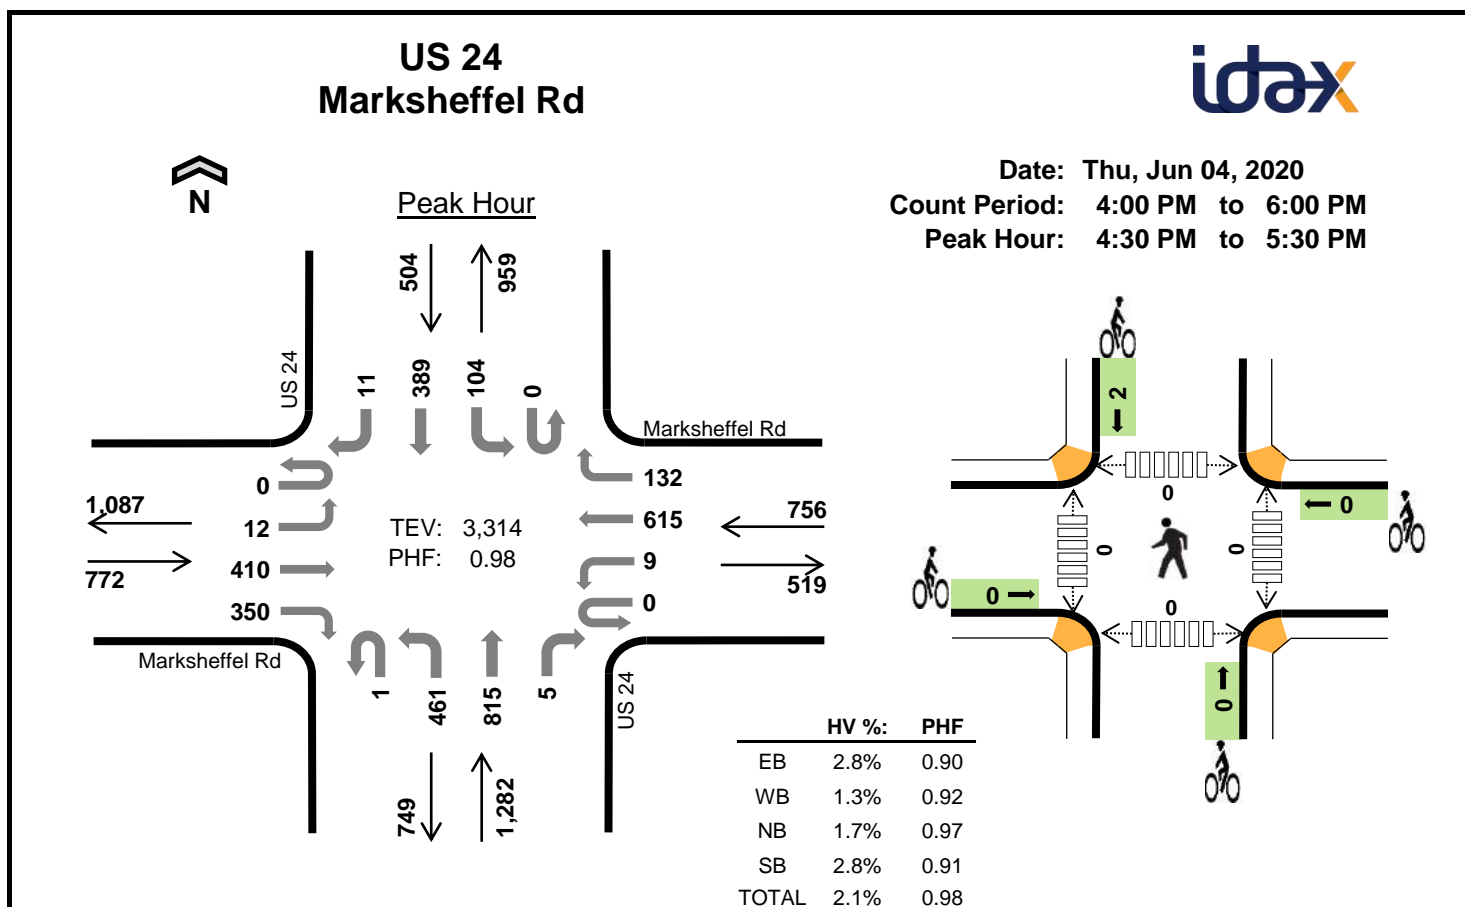 US 24
Marksheffel Rd
idax
Date: Thu, Jun 04, 2020
Count Period: 4:00 PM to 6:00 PM
Peak Hour: 4:30 PM to 5:30 PM
N
Peak Hour
504
959
US 24
11
389
104
0
Marksheffel Rd
0
12
410
350
1,087
772
TEV: 3,314
PHF: 0.98
132
615
9
0
756
519
Marksheffel Rd
1
461
815
5
US 24
749
1,282
HV %: PHF
EB 2.8% 0.90
WB 1.3% 0.92
NB 1.7% 0.97
SB 2.8% 0.91
TOTAL 2.1% 0.98
2
0
0
0
0
0
0
0